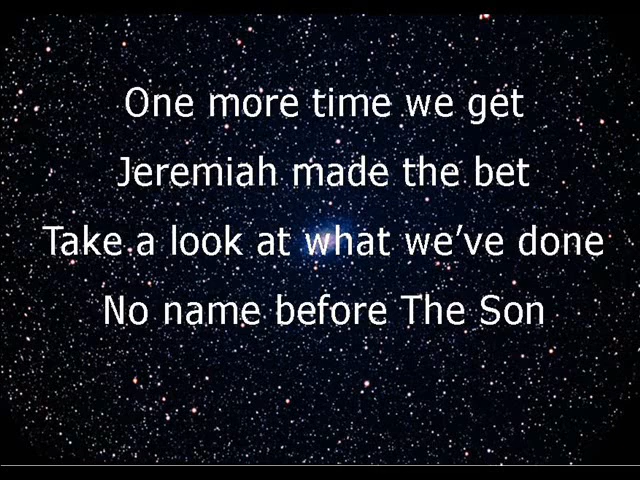 One more time we get
Jeremiah made the bet
Take a look at what we've done
No name before The Son